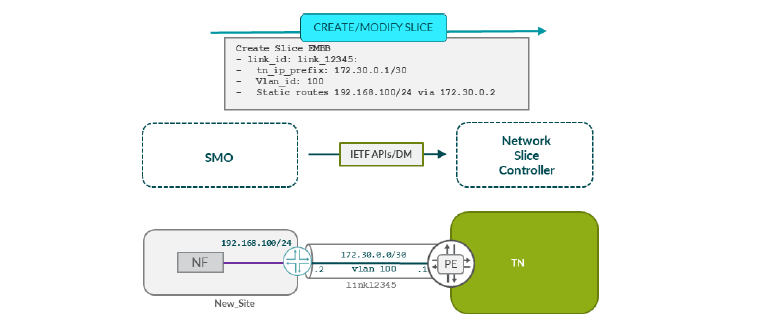 CREATE/MODIFY SLICE
Create Slice EMBB
- link_id: link_12345:
- tn_ip_prefix: 172.30.0.1/30
- Vlan_id: 100
- Static routes 192.168.100/24 via 172.30.0.2
SMO
IETF APIs/DM
Network
Slice
Controller
192.168.100/24
NF
172.30.0.0/30
.2 vlan 100 .1
link12345
PE
TN
New_Site